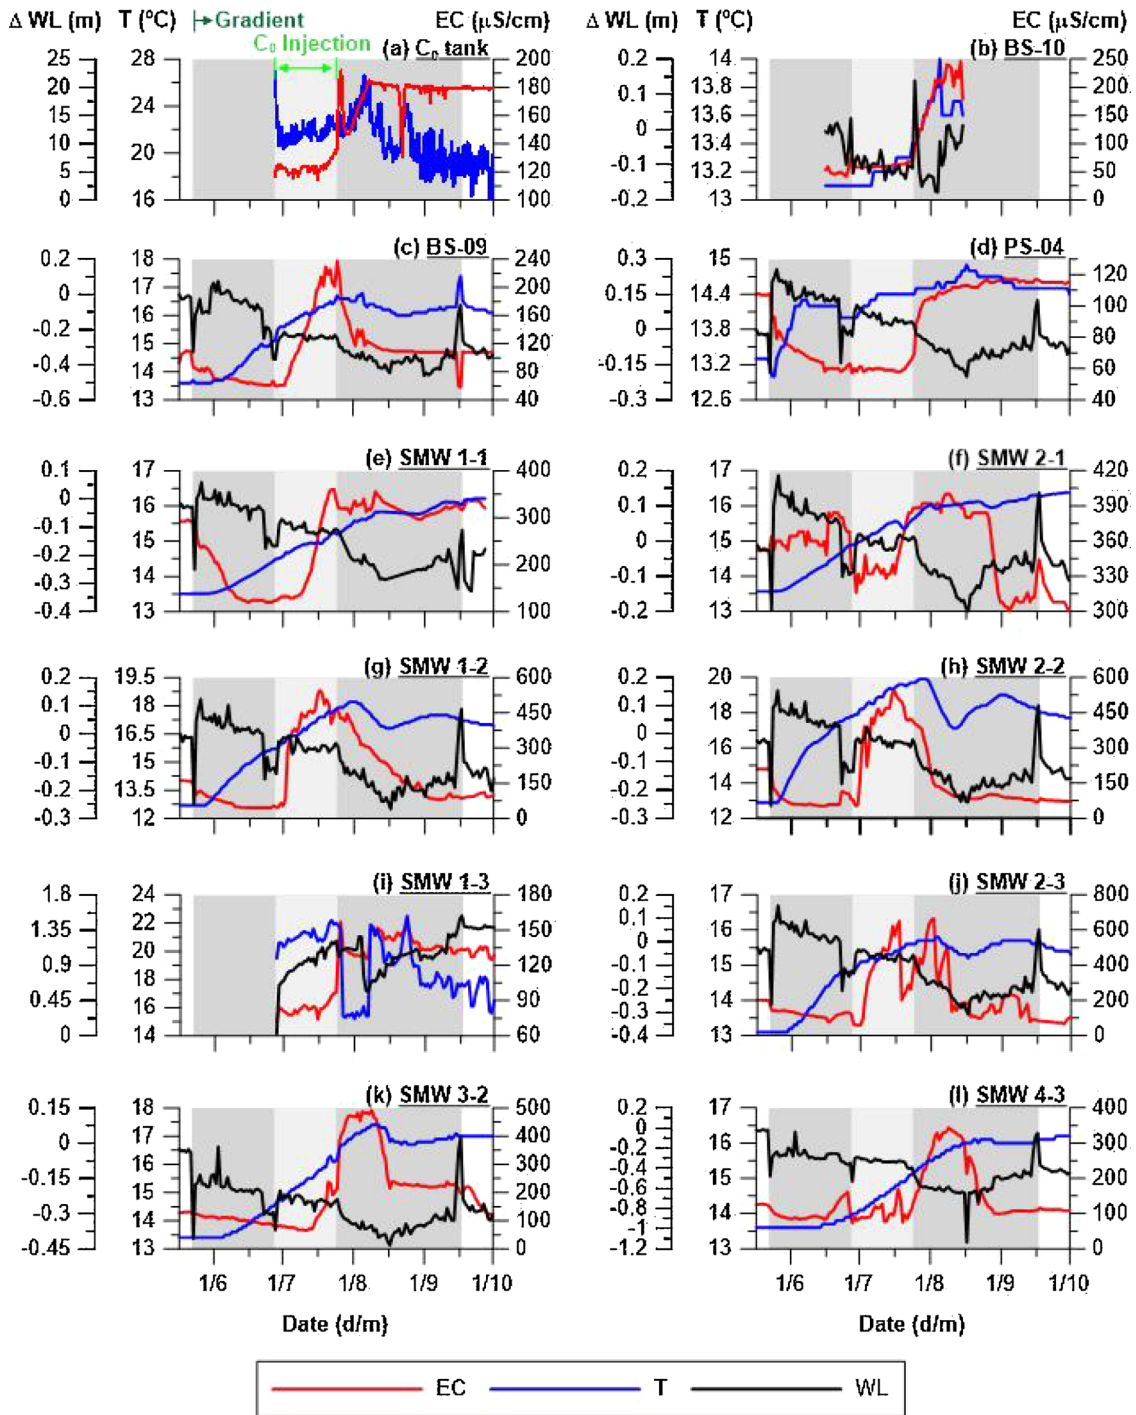 Δ WL (m) T (ºC) EC (μS/cm) Δ WL (m) T (ºC) EC (μS/cm)
Gradient
C₀ Injection
(a) C₀ tank
25 20 15 10 5 0
28 26 24 22 20 18 16
200 180 160 140 120 100
(b) BS-10
0.2 0.1 0 -0.1 -0.2
14 13.8 13.6 13.4 13.2 13
250 200 150 100 50 0
(c) BS-09
0.2 0 -0.2 -0.4 -0.6
18 17 16 15 14 13
240 200 160 120 80 40
(d) PS-04
0.3 0.15 0 -0.15 -0.3
15 14.4 13.8 13.2 12.6
120 100 80 60 40
(e) SMW 1-1
0.1 0 -0.1 -0.2 -0.3 -0.4
17 16 15 14 13
400 300 200 100
(f) SMW 2-1
0.2 0.1 0 -0.1 -0.2
17 16 15 14 13
420 390 360 330 300
(g) SMW 1-2
0.2 0.1 0 -0.1 -0.2 -0.3
19.5 18 16.5 15 13.5 12
600 450 300 150 0
(h) SMW 2-2
0.2 0.1 0 -0.1 -0.2 -0.3
20 18 16 14 12
600 450 300 150 0
(i) SMW 1-3
1.8 1.35 0.9 0.45 0
24 22 20 18 16 14
180 150 120 90 60
(j) SMW 2-3
0.2 0.1 0 -0.1 -0.2 -0.3 -0.4
17 16 15 14 13
800 600 400 200 0
(k) SMW 3-2
0.15 0 -0.15 -0.3 -0.45
18 17 16 15 14 13
500 400 300 200 100 0
(l) SMW 4-3
0.2 0 -0.2 -0.4 -0.6 -0.8 -1 -1.2
17 16 15 14 13
400 300 200 100 0
1/6 1/7 1/8 1/9 1/10 1/6 1/7 1/8 1/9 1/10
Date (d/m) Date (d/m)
EC T WL